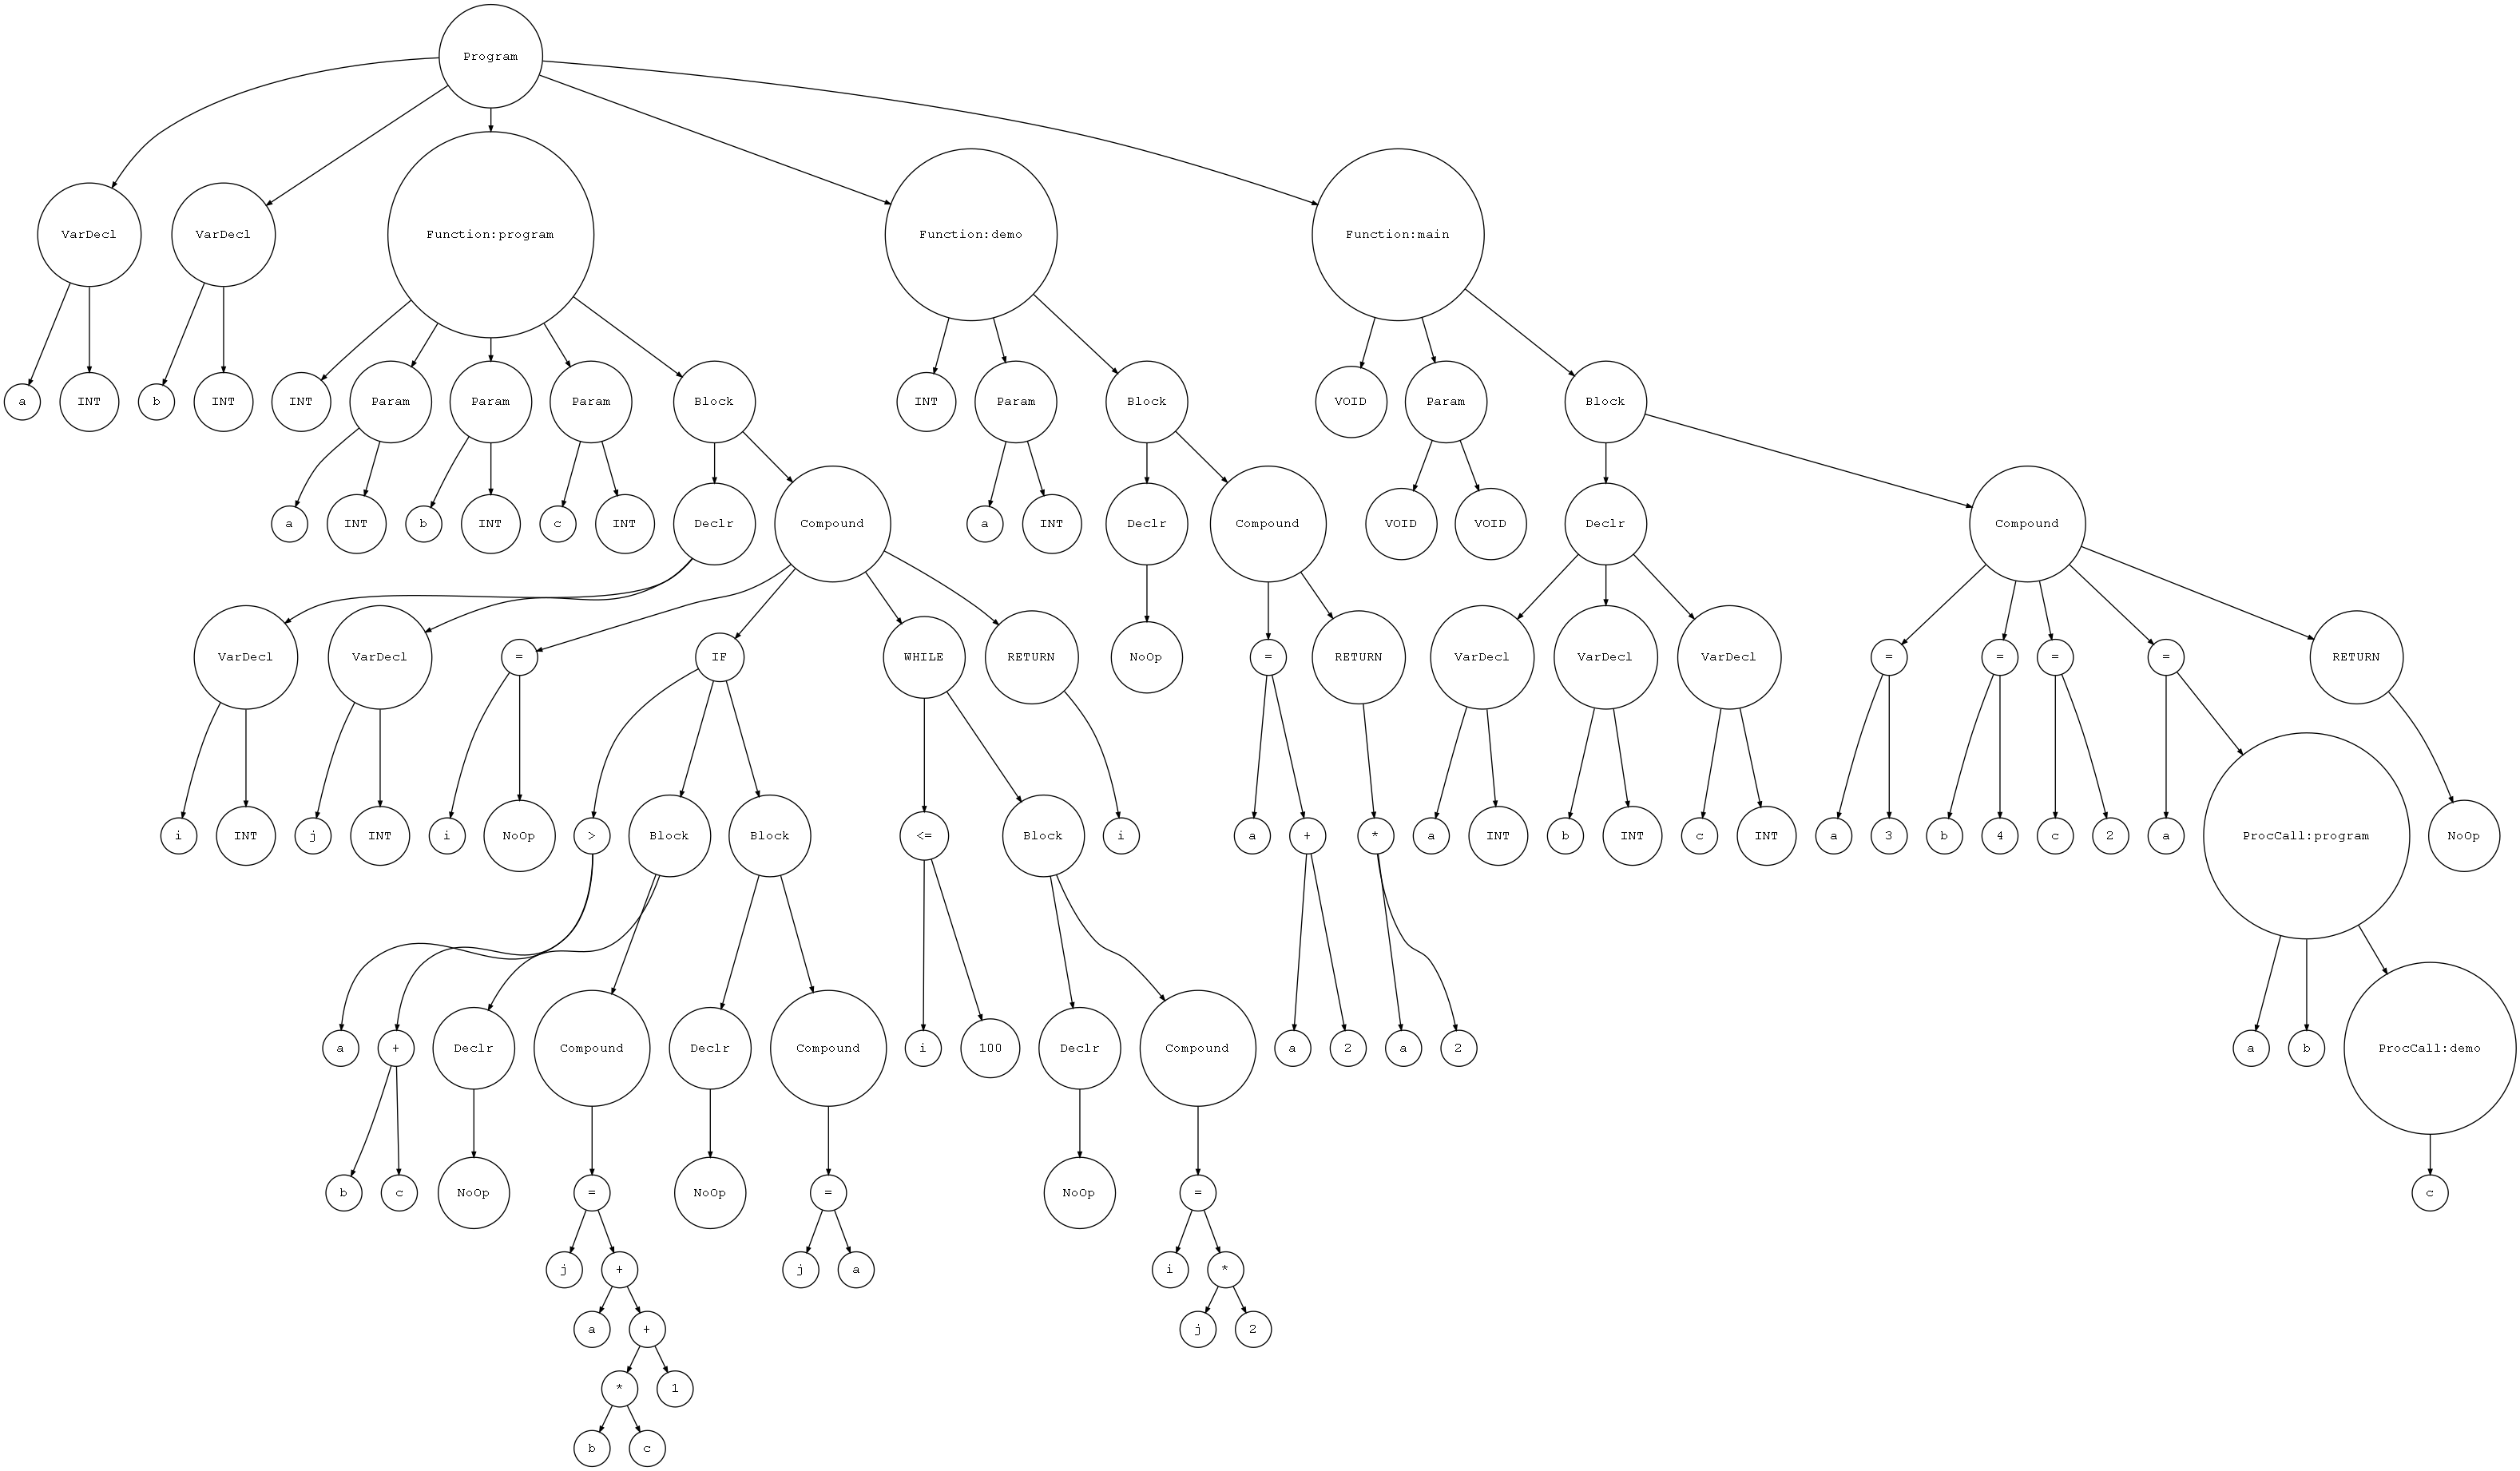 Program
VarDecl
VarDecl
Function:program
Function:demo
Function:main
a
INT
b
INT
INT
Param
Param
Param
Block
INT
Param
Block
VOID
Param
Block
a
INT
b
INT
c
INT
Declr
Compound
a
INT
Declr
Compound
VOID
VOID
Declr
Compound
VarDecl
VarDecl
=
IF
WHILE
RETURN
NoOp
=
RETURN
VarDecl
VarDecl
VarDecl
=
=
=
=
RETURN
i
INT
j
INT
i
NoOp
>
Block
Block
<=
Block
i
a
+
*
a
INT
b
INT
c
INT
a
3
b
4
c
2
a
ProcCall:program
NoOp
a
+
Declr
Compound
Declr
Compound
i
100
Declr
Compound
a
2
a
2
a
b
ProcCall:demo
b
c
NoOp
=
NoOp
=
NoOp
=
c
j
+
j
a
i
*
a
+
j
2
*
1
b
c